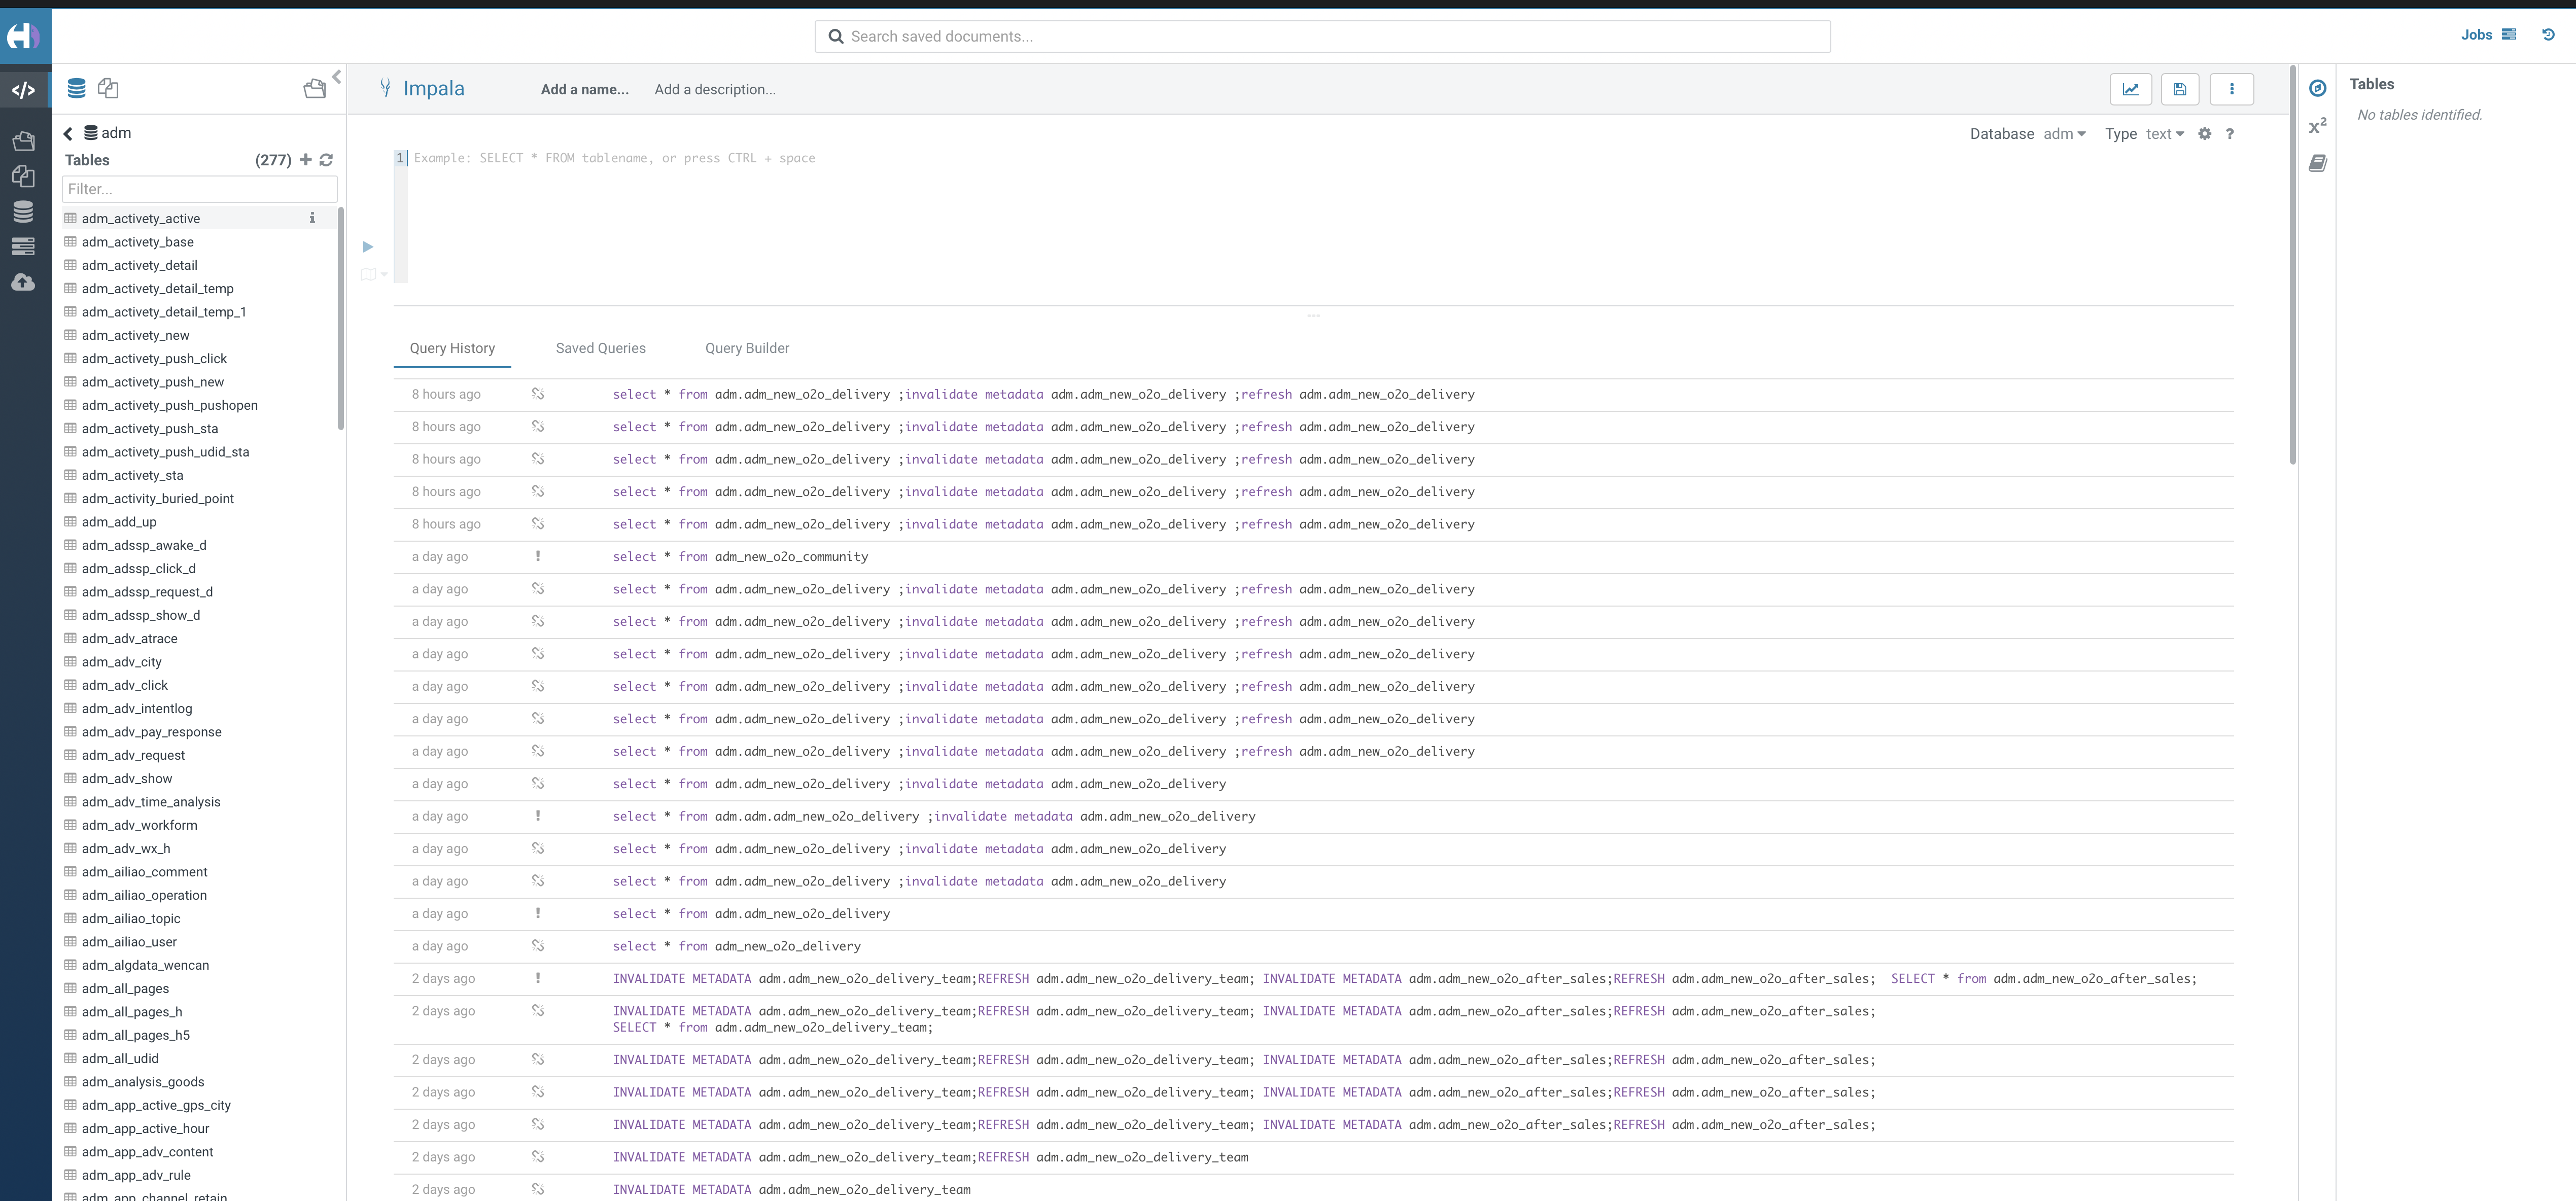 Search saved documents...
Jobs
adm
Tables (277)
Filter...
adm_activety_active
adm_activety_base
adm_activety_detail
adm_activety_detail_temp
adm_activety_detail_temp_1
adm_activety_new
adm_activety_push_click
adm_activety_push_new
adm_activety_push_pushopen
adm_activety_push_sta
adm_activety_push_udid_sta
adm_activety_sta
adm_activity_buried_point
adm_add_up
adm_adssp_awake_d
adm_adssp_click_d
adm_adssp_request_d
adm_adssp_show_d
adm_adv_atrace
adm_adv_city
adm_adv_click
adm_adv_intentlog
adm_adv_pay_response
adm_adv_request
adm_adv_show
adm_adv_time_analysis
adm_adv_workform
adm_adv_wx_h
adm_ailiao_comment
adm_ailiao_operation
adm_ailiao_topic
adm_ailiao_user
adm_algdata_wencan
adm_all_pages
adm_all_pages_h
adm_all_pages_h5
adm_all_udid
adm_analysis_goods
adm_app_active_gps_city
adm_app_active_hour
adm_app_adv_content
adm_app_adv_rule
adm_app_channel_retain
Impala Add a name... Add a description...
Database adm Type text ?
1 Example: SELECT * FROM tablename, or press CTRL + space
Query History Saved Queries Query Builder
8 hours ago select * from adm.adm_new_o2o_delivery ;invalidate metadata adm.adm_new_o2o_delivery ;refresh adm.adm_new_o2o_delivery
8 hours ago select * from adm.adm_new_o2o_delivery ;invalidate metadata adm.adm_new_o2o_delivery ;refresh adm.adm_new_o2o_delivery
8 hours ago select * from adm.adm_new_o2o_delivery ;invalidate metadata adm.adm_new_o2o_delivery ;refresh adm.adm_new_o2o_delivery
8 hours ago select * from adm.adm_new_o2o_delivery ;invalidate metadata adm.adm_new_o2o_delivery ;refresh adm.adm_new_o2o_delivery
8 hours ago select * from adm.adm_new_o2o_delivery ;invalidate metadata adm.adm_new_o2o_delivery ;refresh adm.adm_new_o2o_delivery
a day ago ! select * from adm_new_o2o_community
a day ago select * from adm.adm_new_o2o_delivery ;invalidate metadata adm.adm_new_o2o_delivery ;refresh adm.adm_new_o2o_delivery
a day ago select * from adm.adm_new_o2o_delivery ;invalidate metadata adm.adm_new_o2o_delivery ;refresh adm.adm_new_o2o_delivery
a day ago select * from adm.adm_new_o2o_delivery ;invalidate metadata adm.adm_new_o2o_delivery ;refresh adm.adm_new_o2o_delivery
a day ago select * from adm.adm_new_o2o_delivery ;invalidate metadata adm.adm_new_o2o_delivery ;refresh adm.adm_new_o2o_delivery
a day ago select * from adm.adm_new_o2o_delivery ;invalidate metadata adm.adm_new_o2o_delivery ;refresh adm.adm_new_o2o_delivery
a day ago select * from adm.adm_new_o2o_delivery ;invalidate metadata adm.adm_new_o2o_delivery ;refresh adm.adm_new_o2o_delivery
a day ago select * from adm.adm_new_o2o_delivery ;invalidate metadata adm.adm_new_o2o_delivery
a day ago ! select * from adm.adm.adm_new_o2o_delivery ;invalidate metadata adm.adm_new_o2o_delivery
a day ago select * from adm.adm_new_o2o_delivery ;invalidate metadata adm.adm_new_o2o_delivery
a day ago select * from adm.adm_new_o2o_delivery ;invalidate metadata adm.adm_new_o2o_delivery
a day ago ! select * from adm.adm_new_o2o_delivery
a day ago select * from adm_new_o2o_delivery
2 days ago ! INVALIDATE METADATA adm.adm_new_o2o_delivery_team;REFRESH adm.adm_new_o2o_delivery_team; INVALIDATE METADATA adm.adm_new_o2o_after_sales;REFRESH adm.adm_new_o2o_after_sales; SELECT * from adm.adm_new_o2o_after_sales;
2 days ago INVALIDATE METADATA adm.adm_new_o2o_delivery_team;REFRESH adm.adm_new_o2o_delivery_team; INVALIDATE METADATA adm.adm_new_o2o_after_sales;REFRESH adm.adm_new_o2o_after_sales;
SELECT * from adm.adm_new_o2o_delivery_team;
2 days ago INVALIDATE METADATA adm.adm_new_o2o_delivery_team;REFRESH adm.adm_new_o2o_delivery_team; INVALIDATE METADATA adm.adm_new_o2o_after_sales;REFRESH adm.adm_new_o2o_after_sales;
2 days ago INVALIDATE METADATA adm.adm_new_o2o_delivery_team;REFRESH adm.adm_new_o2o_delivery_team; INVALIDATE METADATA adm.adm_new_o2o_after_sales;REFRESH adm.adm_new_o2o_after_sales;
2 days ago INVALIDATE METADATA adm.adm_new_o2o_delivery_team;REFRESH adm.adm_new_o2o_delivery_team; INVALIDATE METADATA adm.adm_new_o2o_after_sales;REFRESH adm.adm_new_o2o_after_sales;
2 days ago INVALIDATE METADATA adm.adm_new_o2o_delivery_team;REFRESH adm.adm_new_o2o_delivery_team
2 days ago INVALIDATE METADATA adm.adm_new_o2o_delivery_team
Tables
No tables identified.
x²